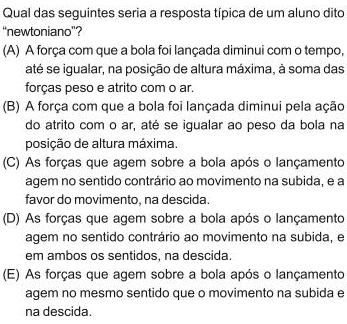 Qual das seguintes seria a resposta típica de um aluno dito
“newtoniano”?
(A) A força com que a bola foi lançada diminui com o tempo,
até se igualar, na posição de altura máxima, à soma das
forças peso e atrito com o ar.
(B) A força com que a bola foi lançada diminui pela ação
do atrito com o ar, até se igualar ao peso da bola na
posição de altura máxima.
(C) As forças que agem sobre a bola após o lançamento
agem no sentido contrário ao movimento na subida, e a
favor do movimento, na descida.
(D) As forças que agem sobre a bola após o lançamento
agem no sentido contrário ao movimento na subida, e
em ambos os sentidos, na descida.
(E) As forças que agem sobre a bola após o lançamento
agem no mesmo sentido que o movimento na subida e
na descida.